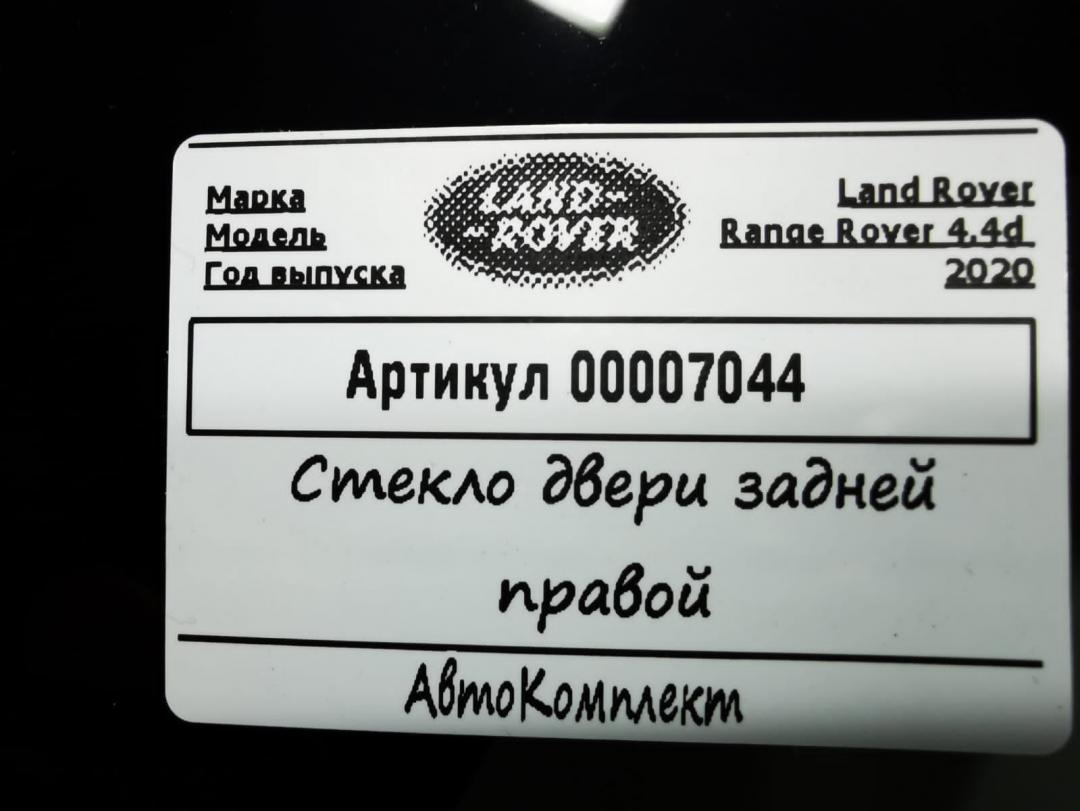 Марка
Модель
Год выпуска
LAND-
-ROVER
Land Rover
Range Rover 4.4d
2020
Артикул 00007044
Стекло двери задней
правой
АвтоКомплект